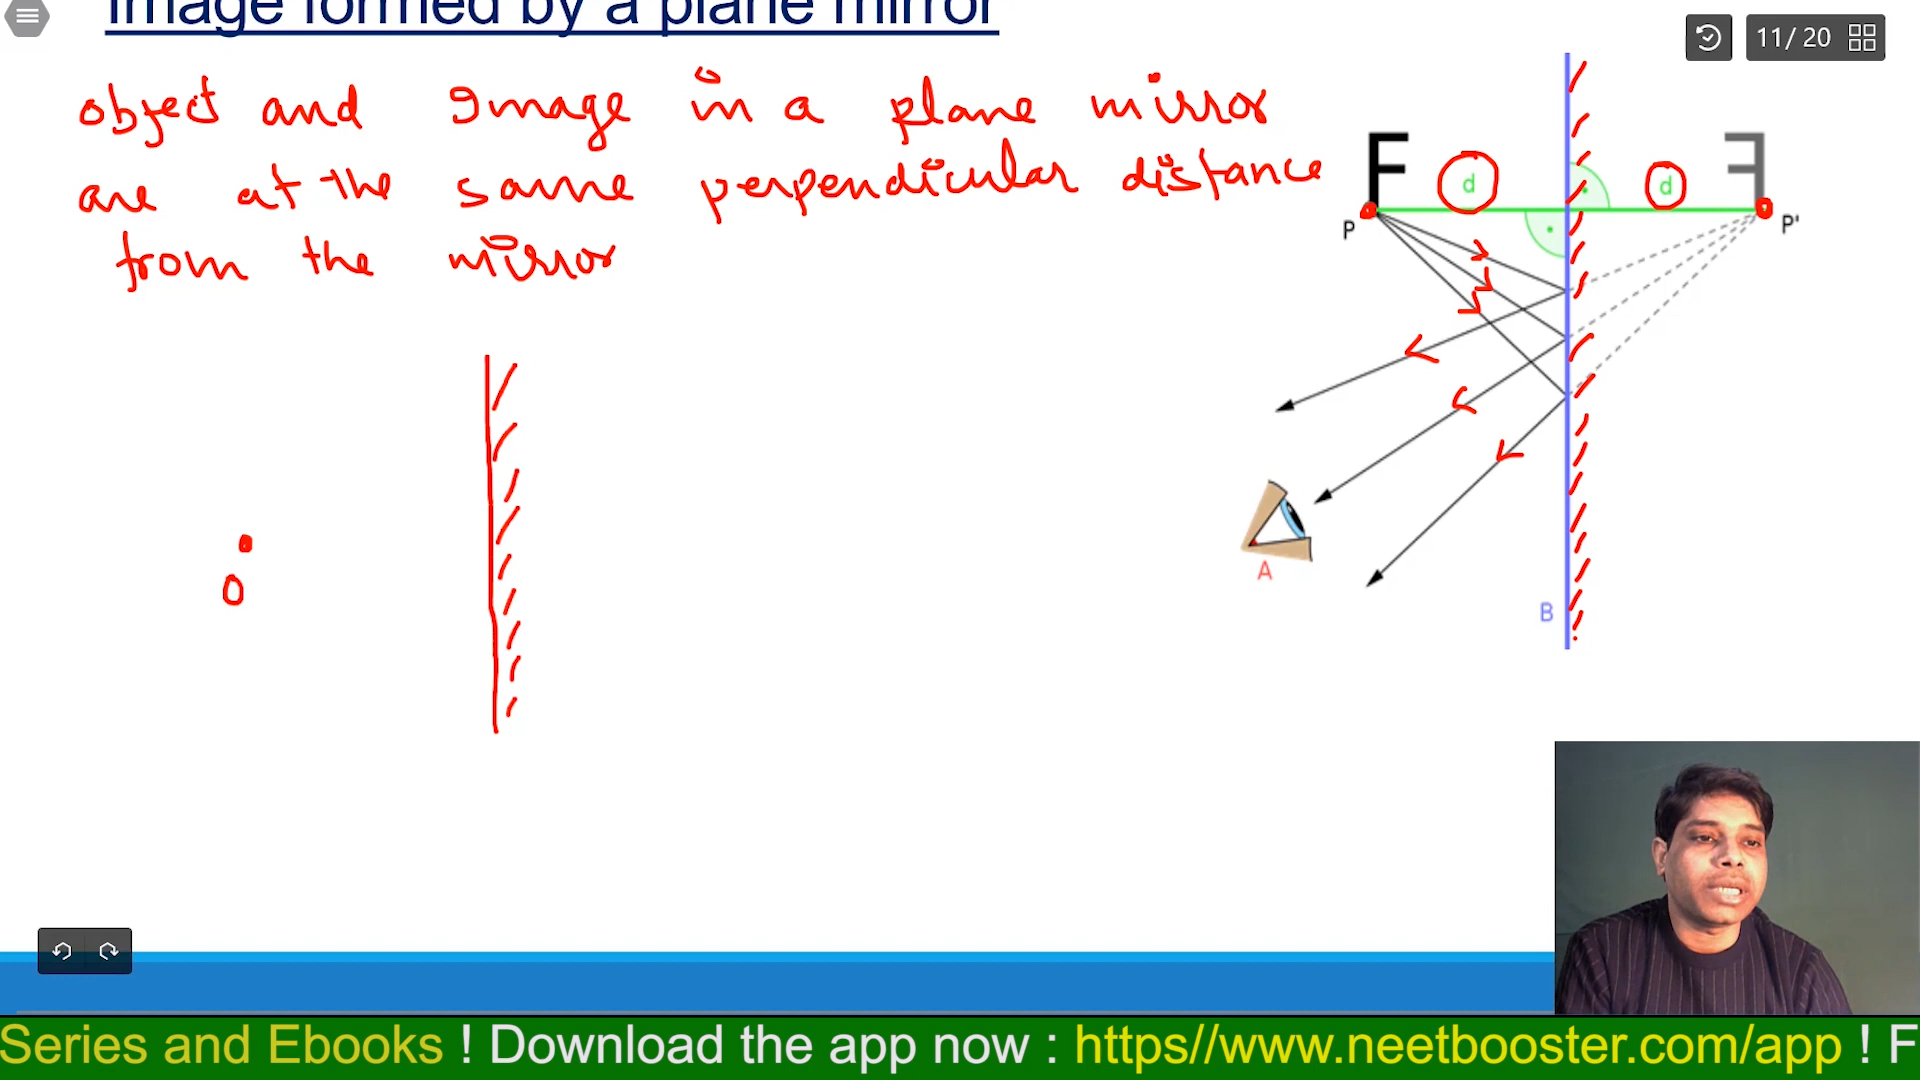 Image formed by a plane mirror
11/ 20
object and Image in a plane mirror
are at the same perpendicular distance
from the mirror
F d d F
P P'
A
B
O
Series and Ebooks ! Download the app now : https//www.neetbooster.com/app ! F